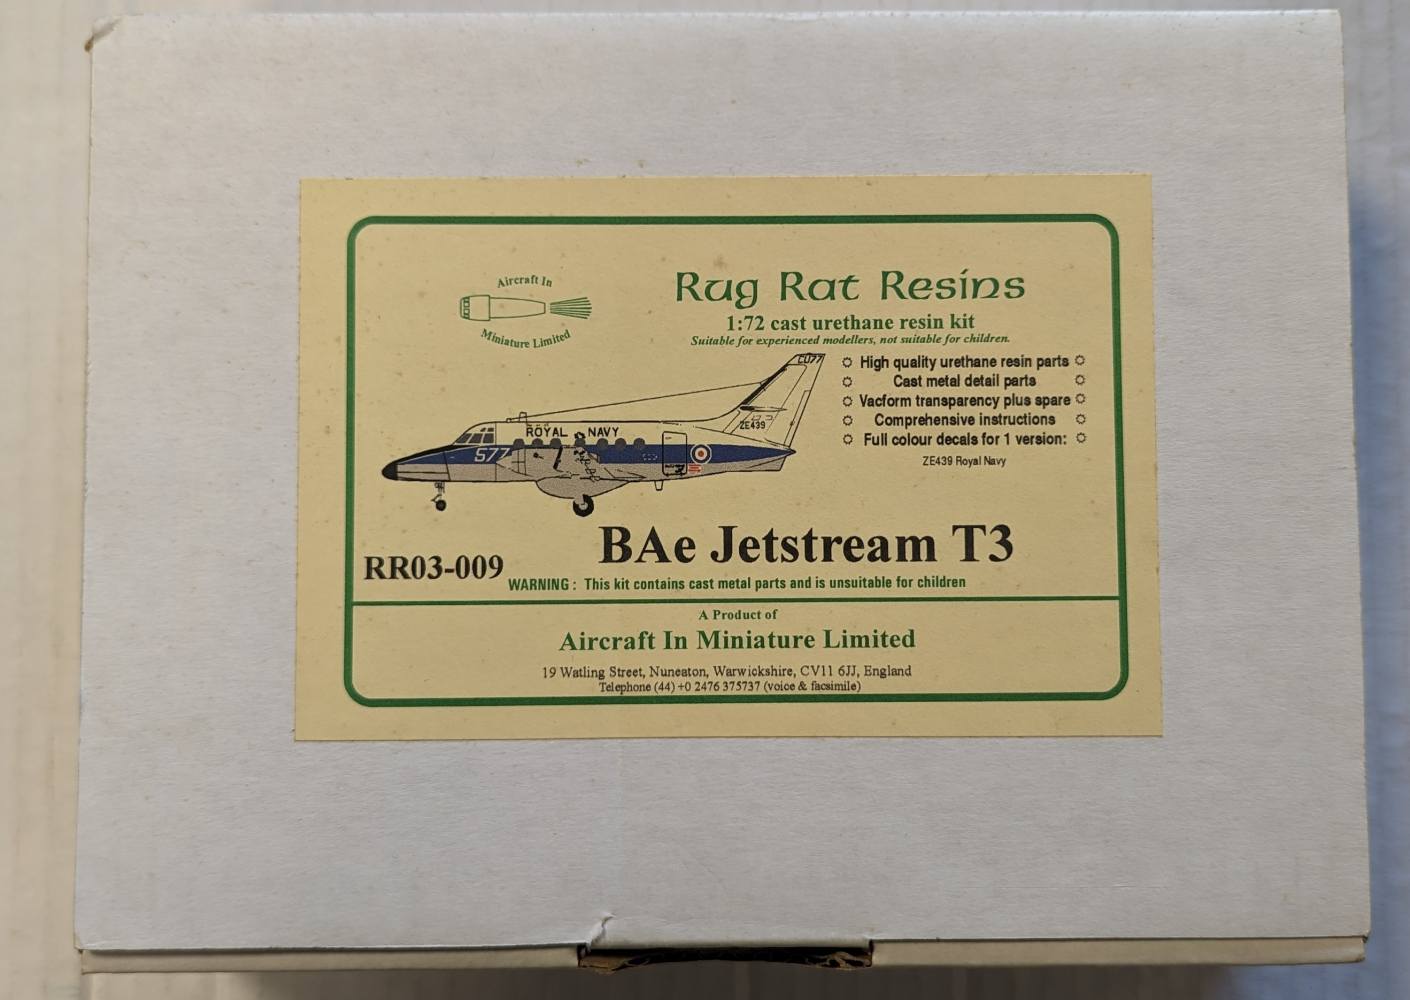 Aircraft In
Miniature Limited
Rug Rat Resins
1:72 cast urethane resin kit
Suitable for experienced modellers, not suitable for children.
High quality urethane resin parts
Cast metal detail parts
Vacform transparency plus spare
Comprehensive instructions
Full colour decals for 1 version:
ZE439 Royal Navy
CU77
ZE439
ROYAL NAVY
577
BAe Jetstream T3
RR03-009
WARNING : This kit contains cast metal parts and is unsuitable for children
A Product of
Aircraft In Miniature Limited
19 Watling Street, Nuneaton, Warwickshire, CV11 6JJ, England
Telephone (44) +0 2476 375737 (voice & facsimile)